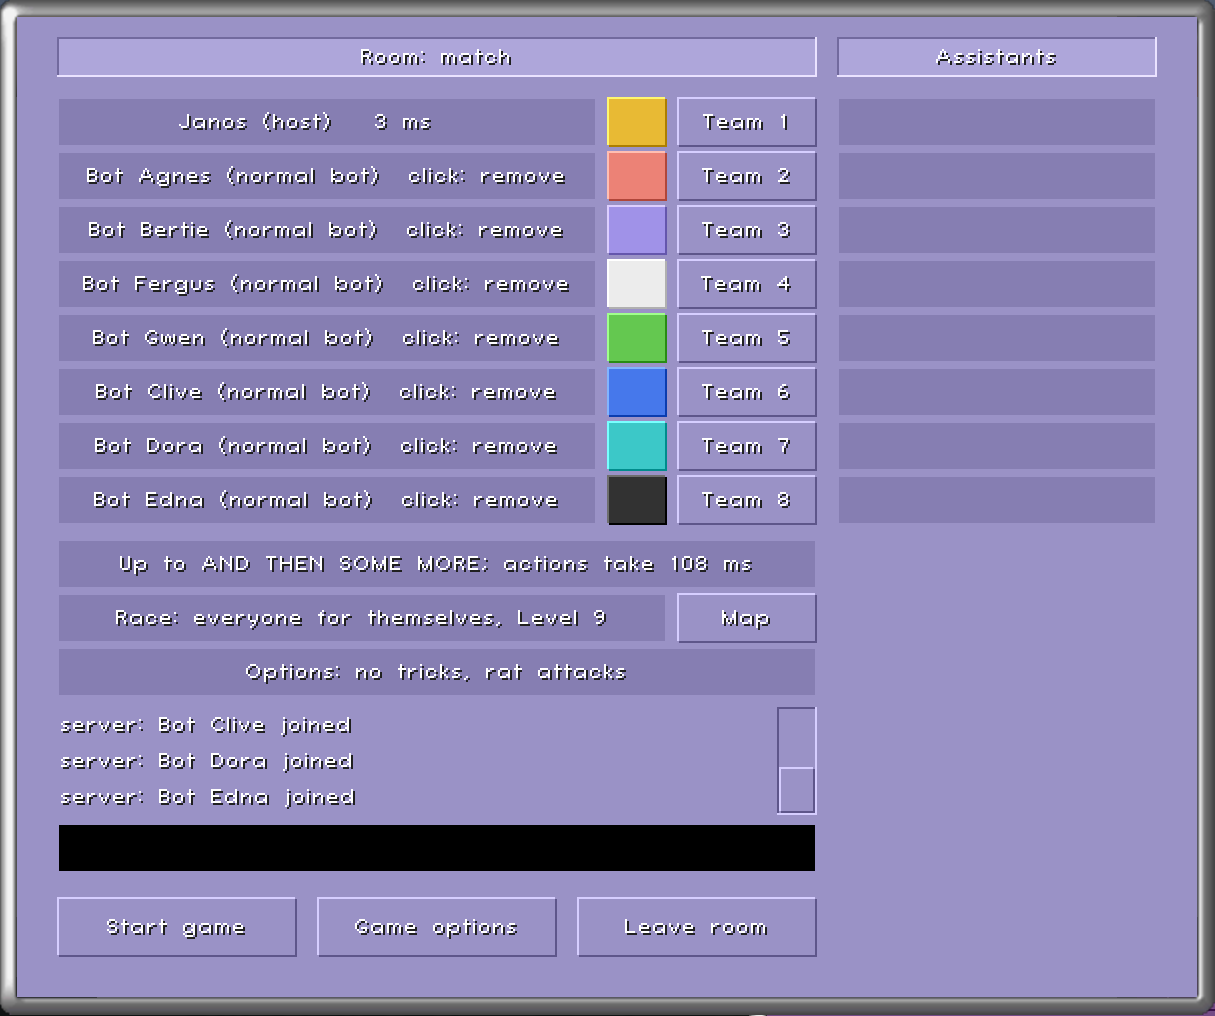 Room: match
Assistants
Janos (host) 3 ms
Team 1
Bot Agnes (normal bot) click: remove
Team 2
Bot Bertie (normal bot) click: remove
Team 3
Bot Fergus (normal bot) click: remove
Team 4
Bot Gwen (normal bot) click: remove
Team 5
Bot Clive (normal bot) click: remove
Team 6
Bot Dora (normal bot) click: remove
Team 7
Bot Edna (normal bot) click: remove
Team 8
Up to AND THEN SOME MORE; actions take 108 ms
Race: everyone for themselves, Level 9
Map
Options: no tricks, rat attacks
server: Bot Clive joined
server: Bot Dora joined
server: Bot Edna joined
Start game
Game options
Leave room